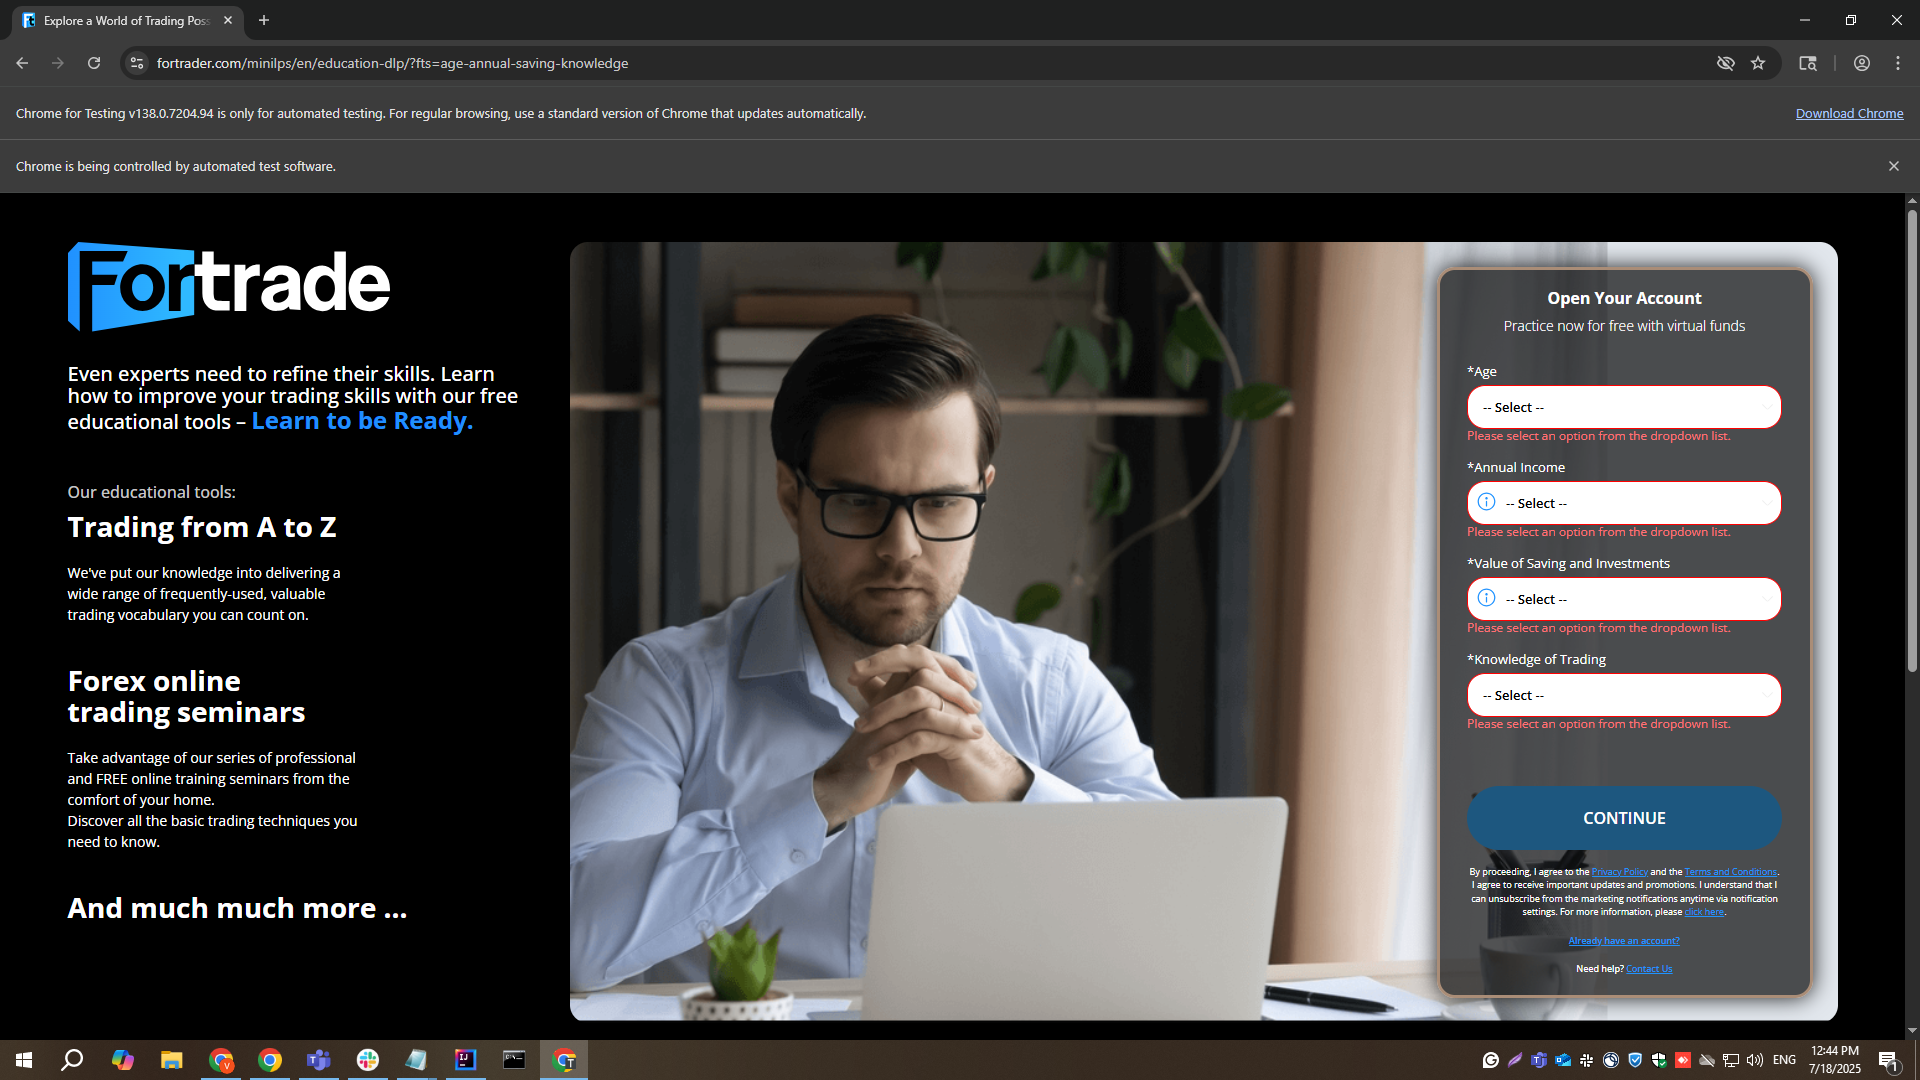 Explore a World of Trading Poss
fortrader.com/minilps/en/education-dlp/?fts=age-annual-saving-knowledge
Chrome for Testing v138.0.7204.94 is only for automated testing. For regular browsing, use a standard version of Chrome that updates automatically.
Download Chrome
Chrome is being controlled by automated test software.
Fortrade
Even experts need to refine their skills. Learn
how to improve your trading skills with our free
educational tools – Learn to be Ready.
Our educational tools:
Trading from A to Z
We've put our knowledge into delivering a
wide range of frequently-used, valuable
trading vocabulary you can count on.
Forex online
trading seminars
Take advantage of our series of professional
and FREE online training seminars from the
comfort of your home.
Discover all the basic trading techniques you
need to know.
And much much more ...
Open Your Account
Practice now for free with virtual funds
*Age
-- Select --
Please select an option from the dropdown list.
*Annual Income
-- Select --
Please select an option from the dropdown list.
*Value of Saving and Investments
-- Select --
Please select an option from the dropdown list.
*Knowledge of Trading
-- Select --
Please select an option from the dropdown list.
CONTINUE
By proceeding, I agree to the Privacy Policy and the Terms and Conditions.
I agree to receive important updates and promotions. I understand that I
can unsubscribe from the marketing notifications anytime via notification
settings. For more information, please click here.
Already have an account?
Need help? Contact Us
ENG
12:44 PM
7/18/2025
1